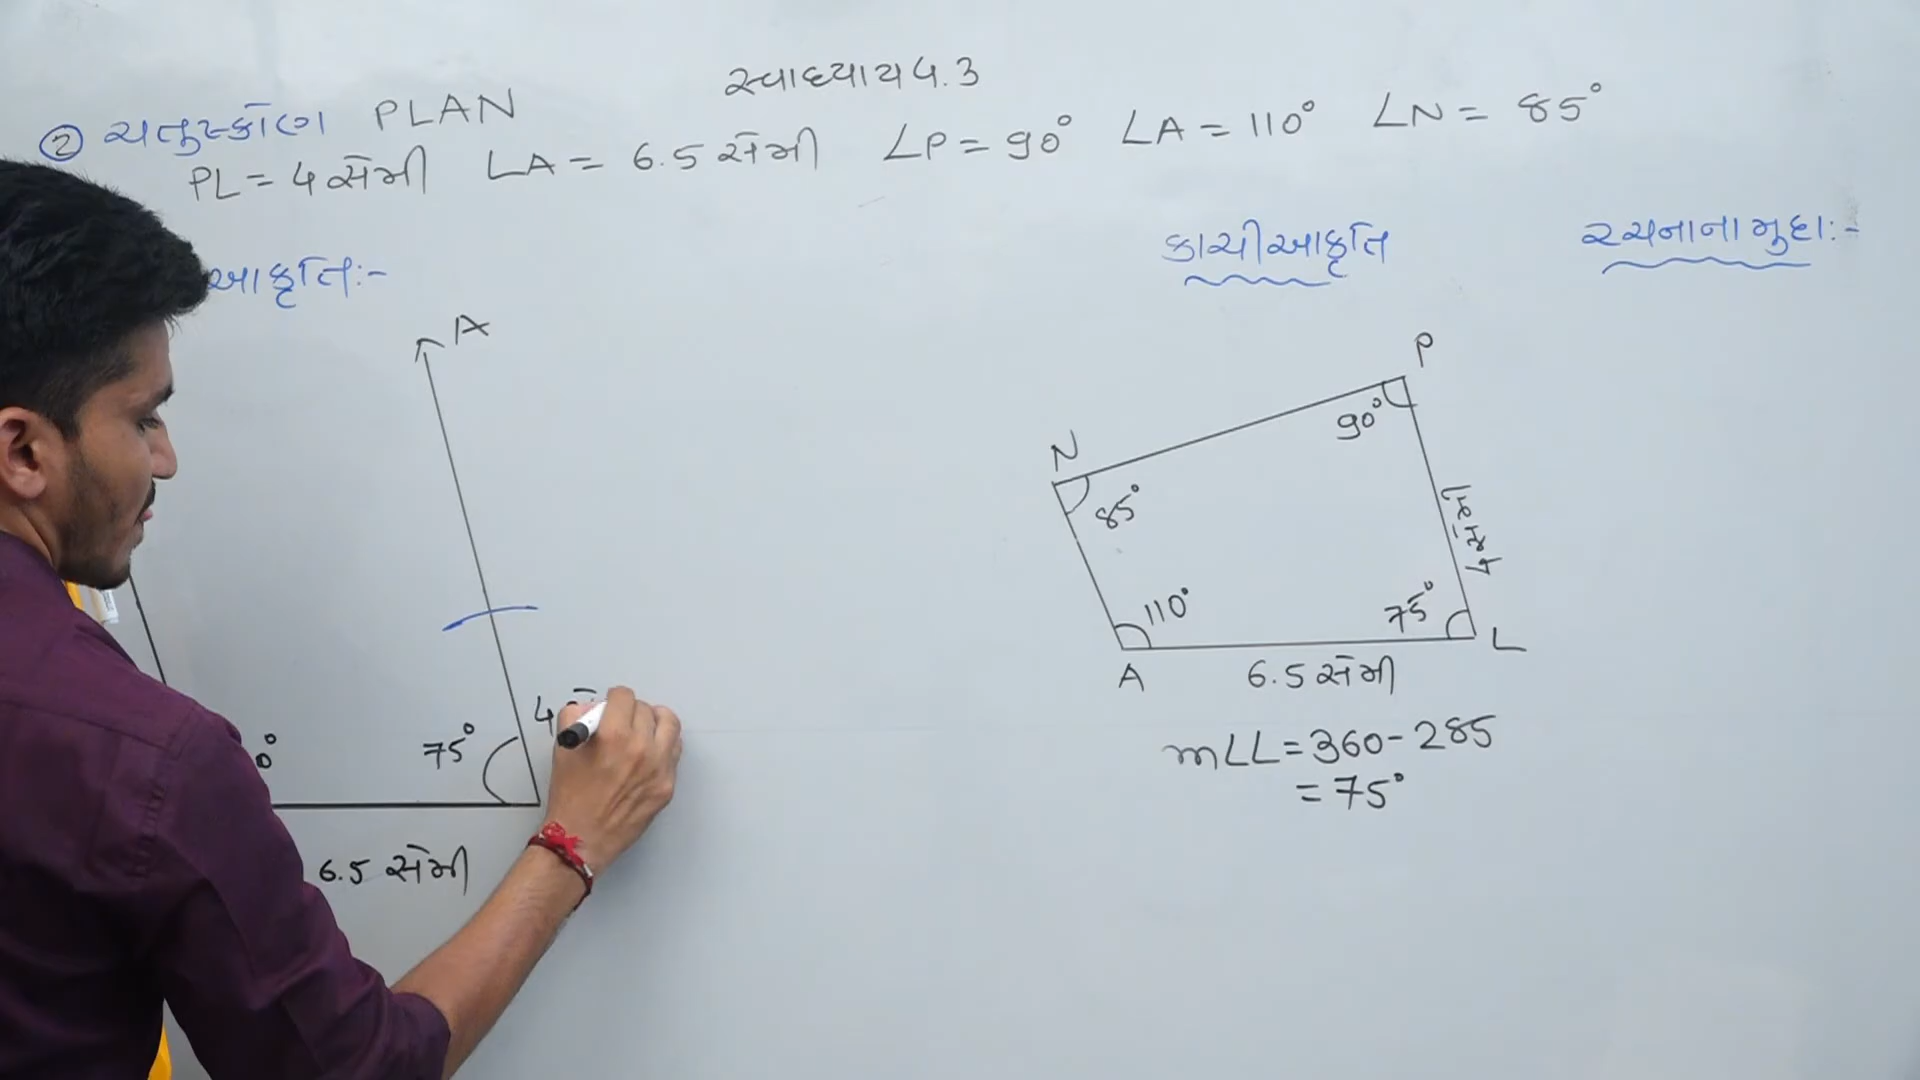 સ્વાધ્યાય 4.3
② ચતુષ્કોણ PLAN
PL = 4 સેમી LA = 6.5 સેમી ∠P = 90° ∠A = 110° ∠N = 85°
આકૃતિ:-
કાચી આકૃતિ
રચનાના મુદ્દા:-
A
P
90°
N
85°
4 સેમી
110°
75°
L
A
6.5 સેમી
75°
4
6.5 સેમી
m∠L = 360 - 285
= 75°